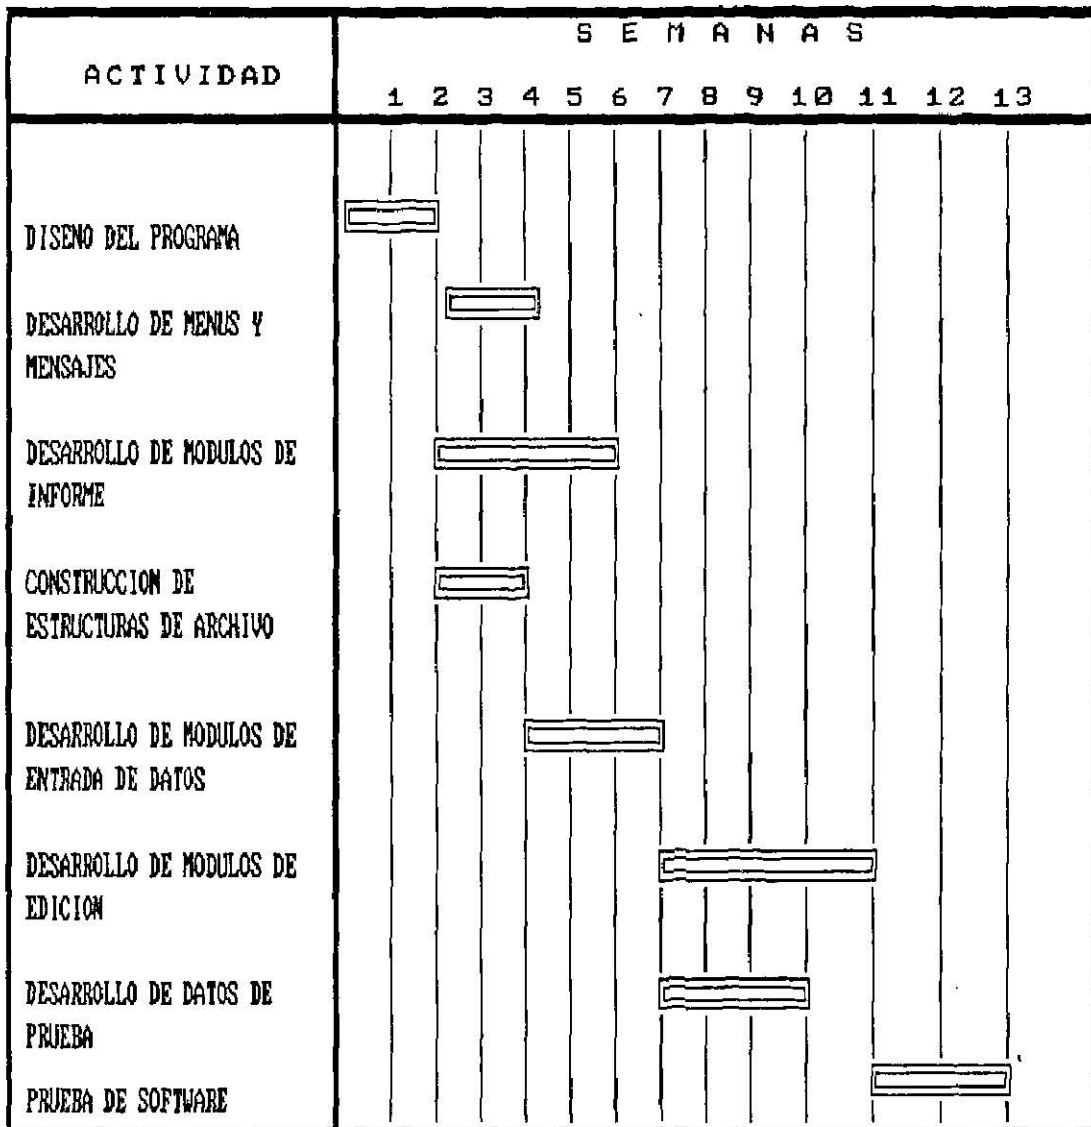 S E M A N A S
ACTIVIDAD
1 2 3 4 5 6 7 8 9 10 11 12 13
DISENO DEL PROGRAMA
DESARROLLO DE MENUS Y
MENSAJES
DESARROLLO DE MODULOS DE
INFORME
CONSTRUCCION DE
ESTRUCTURAS DE ARCHIVO
DESARROLLO DE MODULOS DE
ENTRADA DE DATOS
DESARROLLO DE MODULOS DE
EDICION
DESARROLLO DE DATOS DE
PRUEBA
PRUEBA DE SOFTWARE